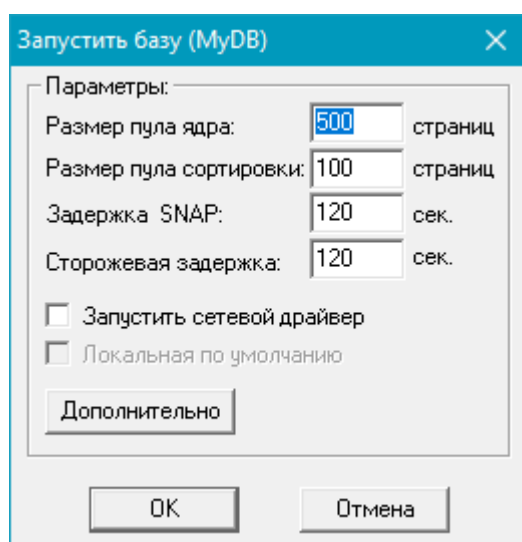 Запустить базу (MyDB)
Параметры:
Размер пула ядра: 500 страниц
Размер пула сортировки: 100 страниц
Задержка SNAP: 120 сек.
Сторожевая задержка: 120 сек.
Запустить сетевой драйвер
Локальная по умолчанию
Дополнительно
OK Отмена